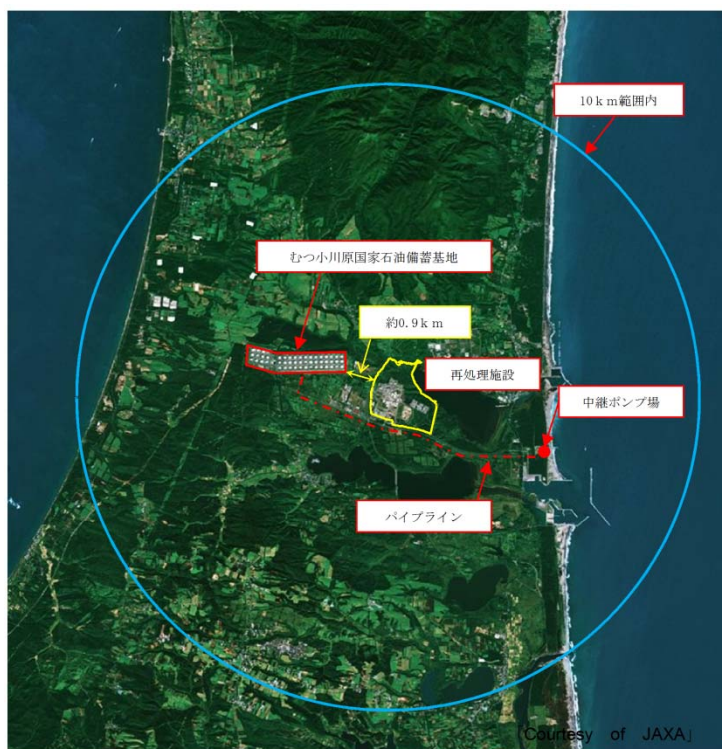 10km範囲内
むつ小川原国家石油備蓄基地
約0.9km
再処理施設
中継ポンプ場
パイプライン
「Courtesy of JAXA」